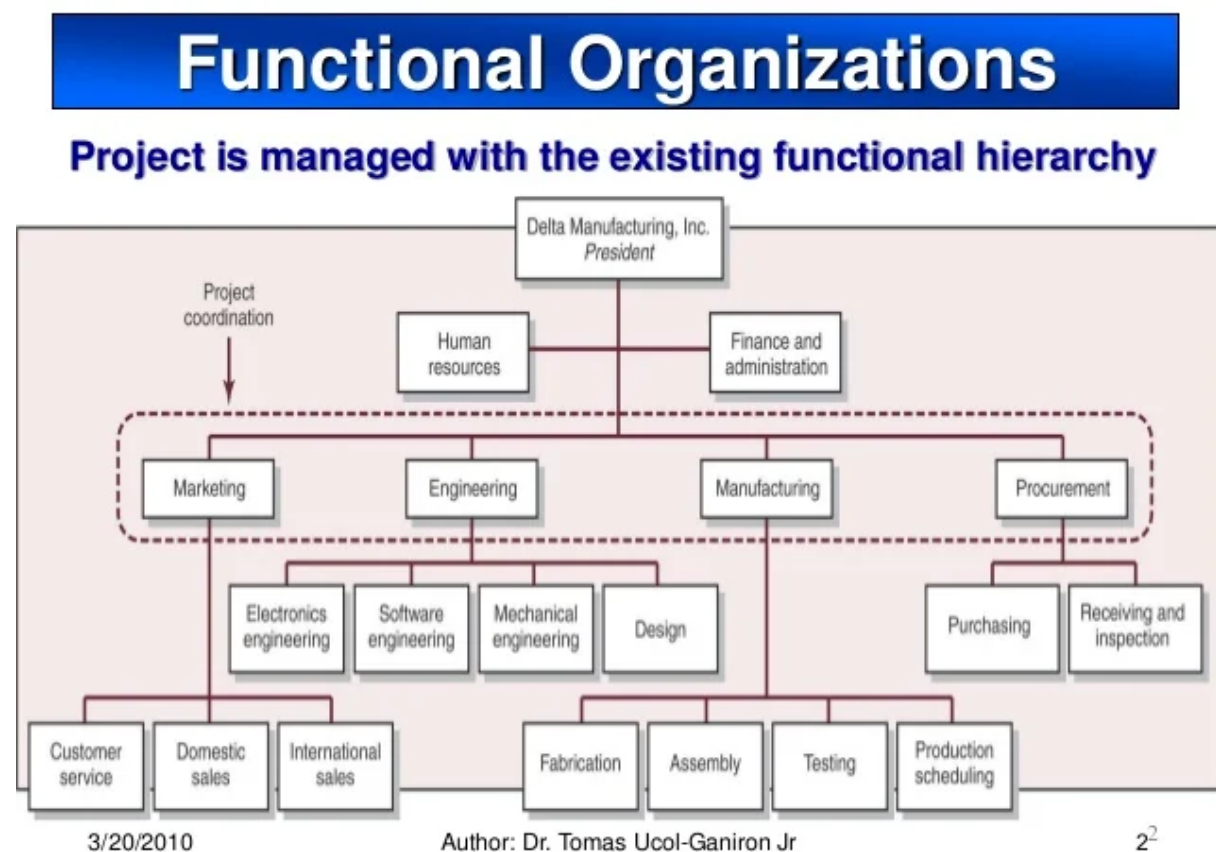 Functional Organizations
Project is managed with the existing functional hierarchy
Delta Manufacturing, Inc.
President
Project
coordination
Human
resources
Finance and
administration
Marketing
Engineering
Manufacturing
Procurement
Electronics
engineering
Software
engineering
Mechanical
engineering
Design
Purchasing
Receiving and
inspection
Customer
service
Domestic
sales
International
sales
Fabrication
Assembly
Testing
Production
scheduling
3/20/2010
Author: Dr. Tomas Ucol-Ganiron Jr
2²